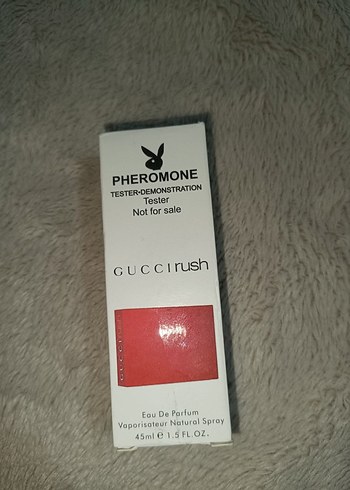 PHEROMONE
TESTER-DEMONSTRATION
Tester
Not for sale
GUCCI rush
GUCCI
Eau De Parfum
Vaporisateur Natural Spray
45ml e 1.5 FL.OZ.